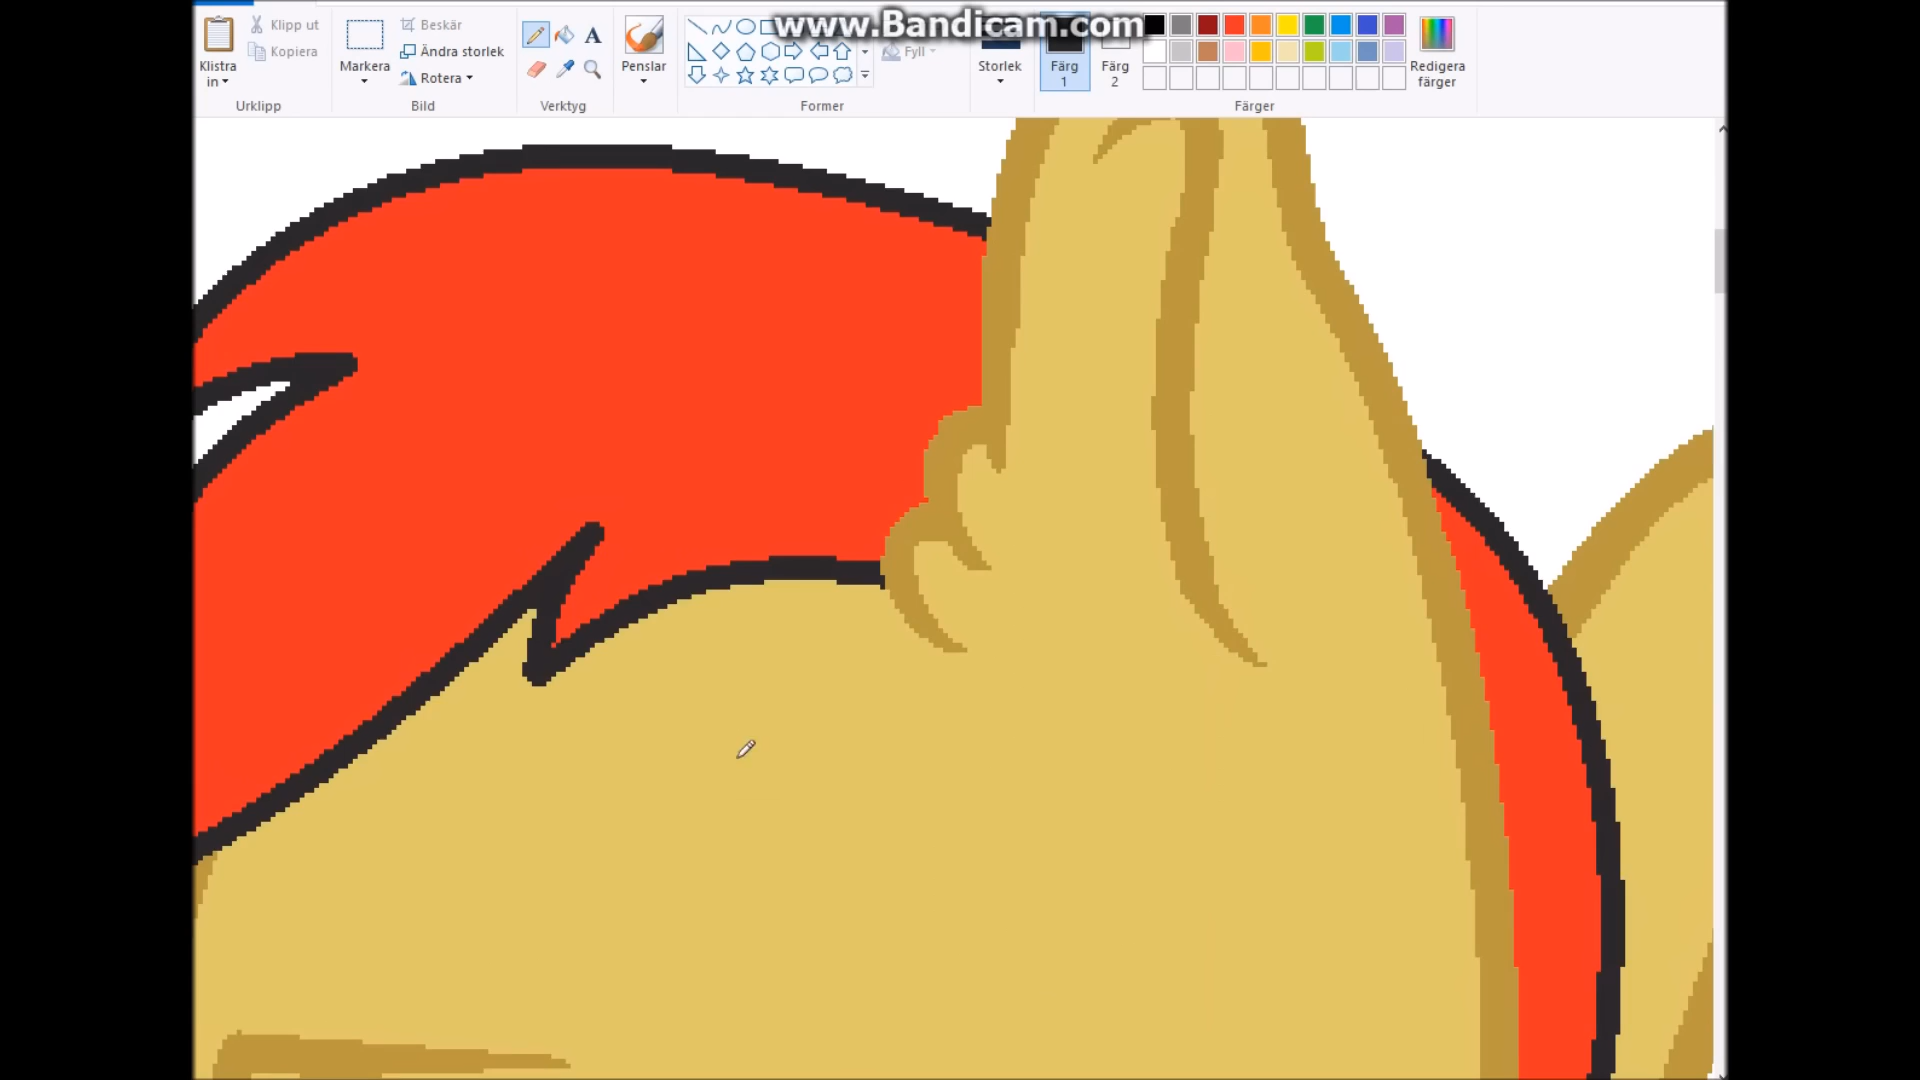 www.Bandicam.com
Klipp ut
Kopiera
Klistra
in
Urklipp
Markera
Beskär
Ändra storlek
Rotera
Bild
A
Verktyg
Penslar
Fyll
Former
Storlek
Färg
1
Färg
2
Redigera
färger
Färger